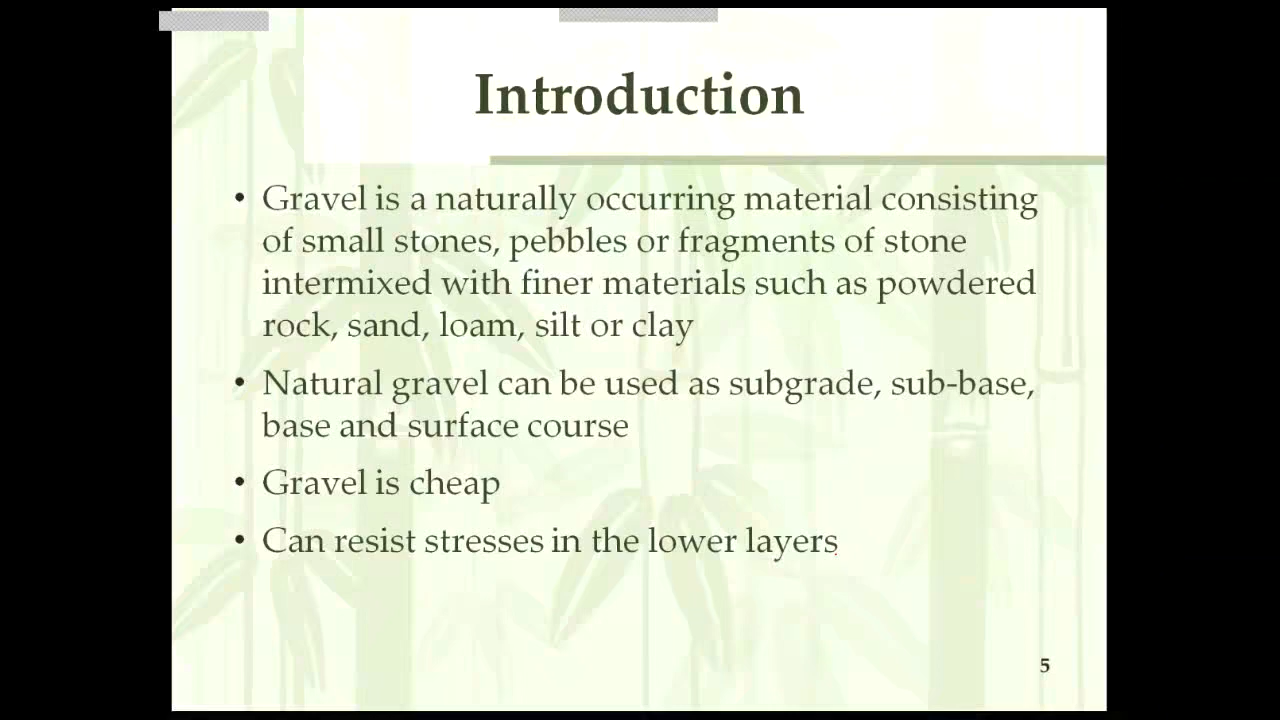 Introduction
• Gravel is a naturally occurring material consisting
of small stones, pebbles or fragments of stone
intermixed with finer materials such as powdered
rock, sand, loam, silt or clay
• Natural gravel can be used as subgrade, sub-base,
base and surface course
• Gravel is cheap
• Can resist stresses in the lower layers
5